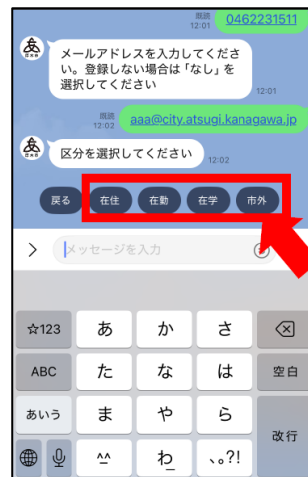 既読
12:01
0462231511
メールアドレスを入力してくださ
い。登録しない場合は「なし」を
選択してください
12:01
既読
12:02
aaa@city.atsugi.kanagawa.jp
区分を選択してください
12:02
戻る 在住 在勤 在学 市外
メッセージを入力
☆123 あ か さ
ABC た な は 空白
あいう ま や ら
^^ わ_ 、。?! 改行